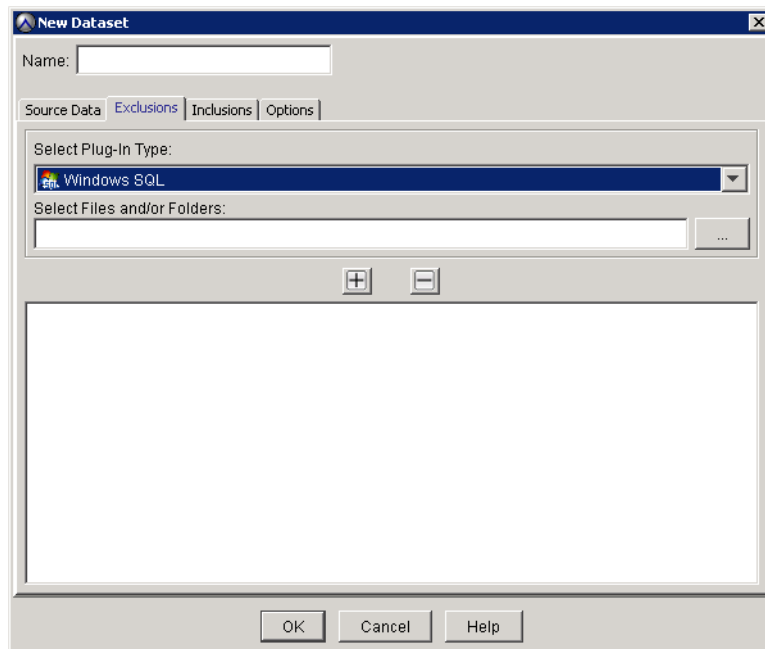 New Dataset
Name:
Source Data Exclusions Inclusions Options
Select Plug-In Type:
Windows SQL
Select Files and/or Folders:
...
OK Cancel Help